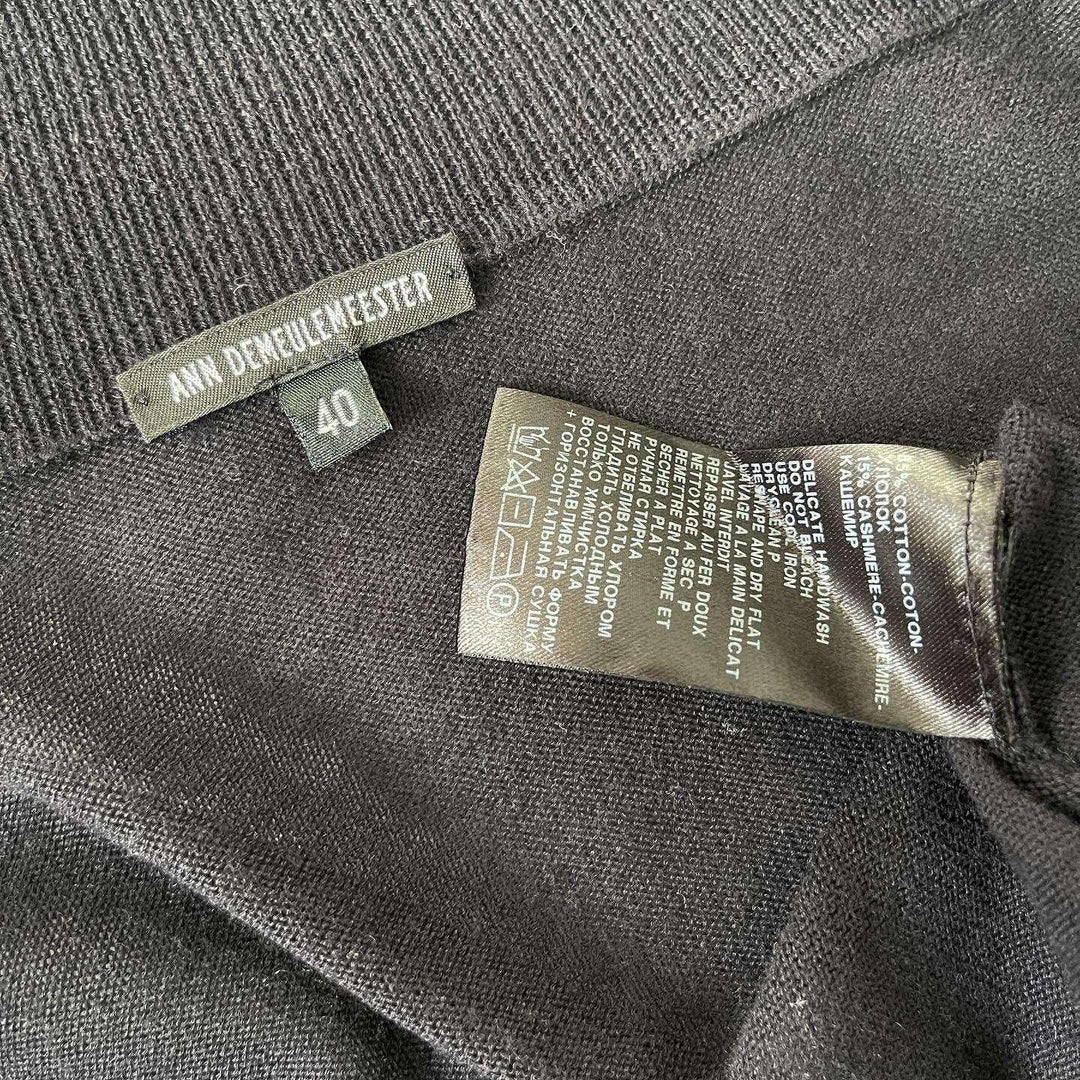 ANN DEMEULEMEESTER
40
5% COTTON-COTON-
ХЛОПОК
15% CASHMERE-CACHEMIRE-
КАШЕМИР
DELICATE HANDWASH
DO NOT BLEACH
USE COOL IRON
DRYCLEAN P
RESHAPE AND DRY FLAT
LAVAGE A LA MAIN DELICAT
JAVEL INTERDIT
REPASSER AU FER DOUX
NETTOYAGE A SEC P
REMETTRE EN FORME ET
SECHER A PLAT
РУЧНАЯ СТИРКА
НЕ ОТБЕЛИВАТЬ ХЛОРОМ
ГЛАДИТЬ ХОЛОДНЫМ
ТОЛЬКО ХИМЧИСТКА
ВОССТАНАВЛИВАТЬ ФОРМУ
+ ГОРИЗОНТАЛЬНАЯ СУШКА
P